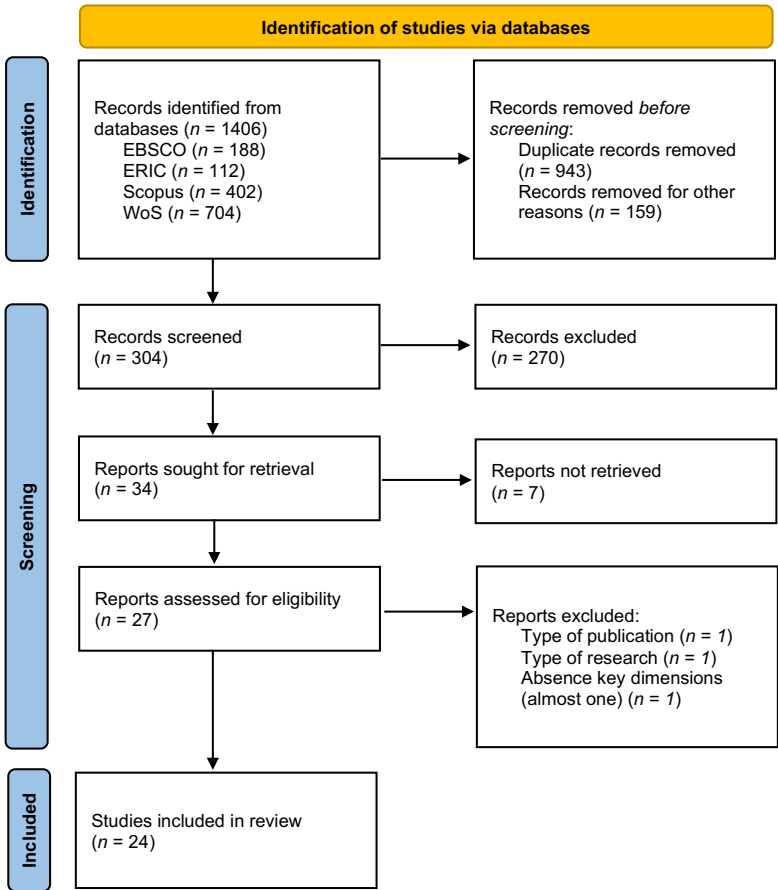 Identification of studies via databases
Identification
Records identified from
databases (n = 1406)
EBSCO (n = 188)
ERIC (n = 112)
Scopus (n = 402)
WoS (n = 704)
Records removed before
screening:
Duplicate records removed
(n = 943)
Records removed for other
reasons (n = 159)
Screening
Records screened
(n = 304)
Records excluded
(n = 270)
Reports sought for retrieval
(n = 34)
Reports not retrieved
(n = 7)
Reports assessed for eligibility
(n = 27)
Reports excluded:
Type of publication (n = 1)
Type of research (n = 1)
Absence key dimensions
(almost one) (n = 1)
Included
Studies included in review
(n = 24)